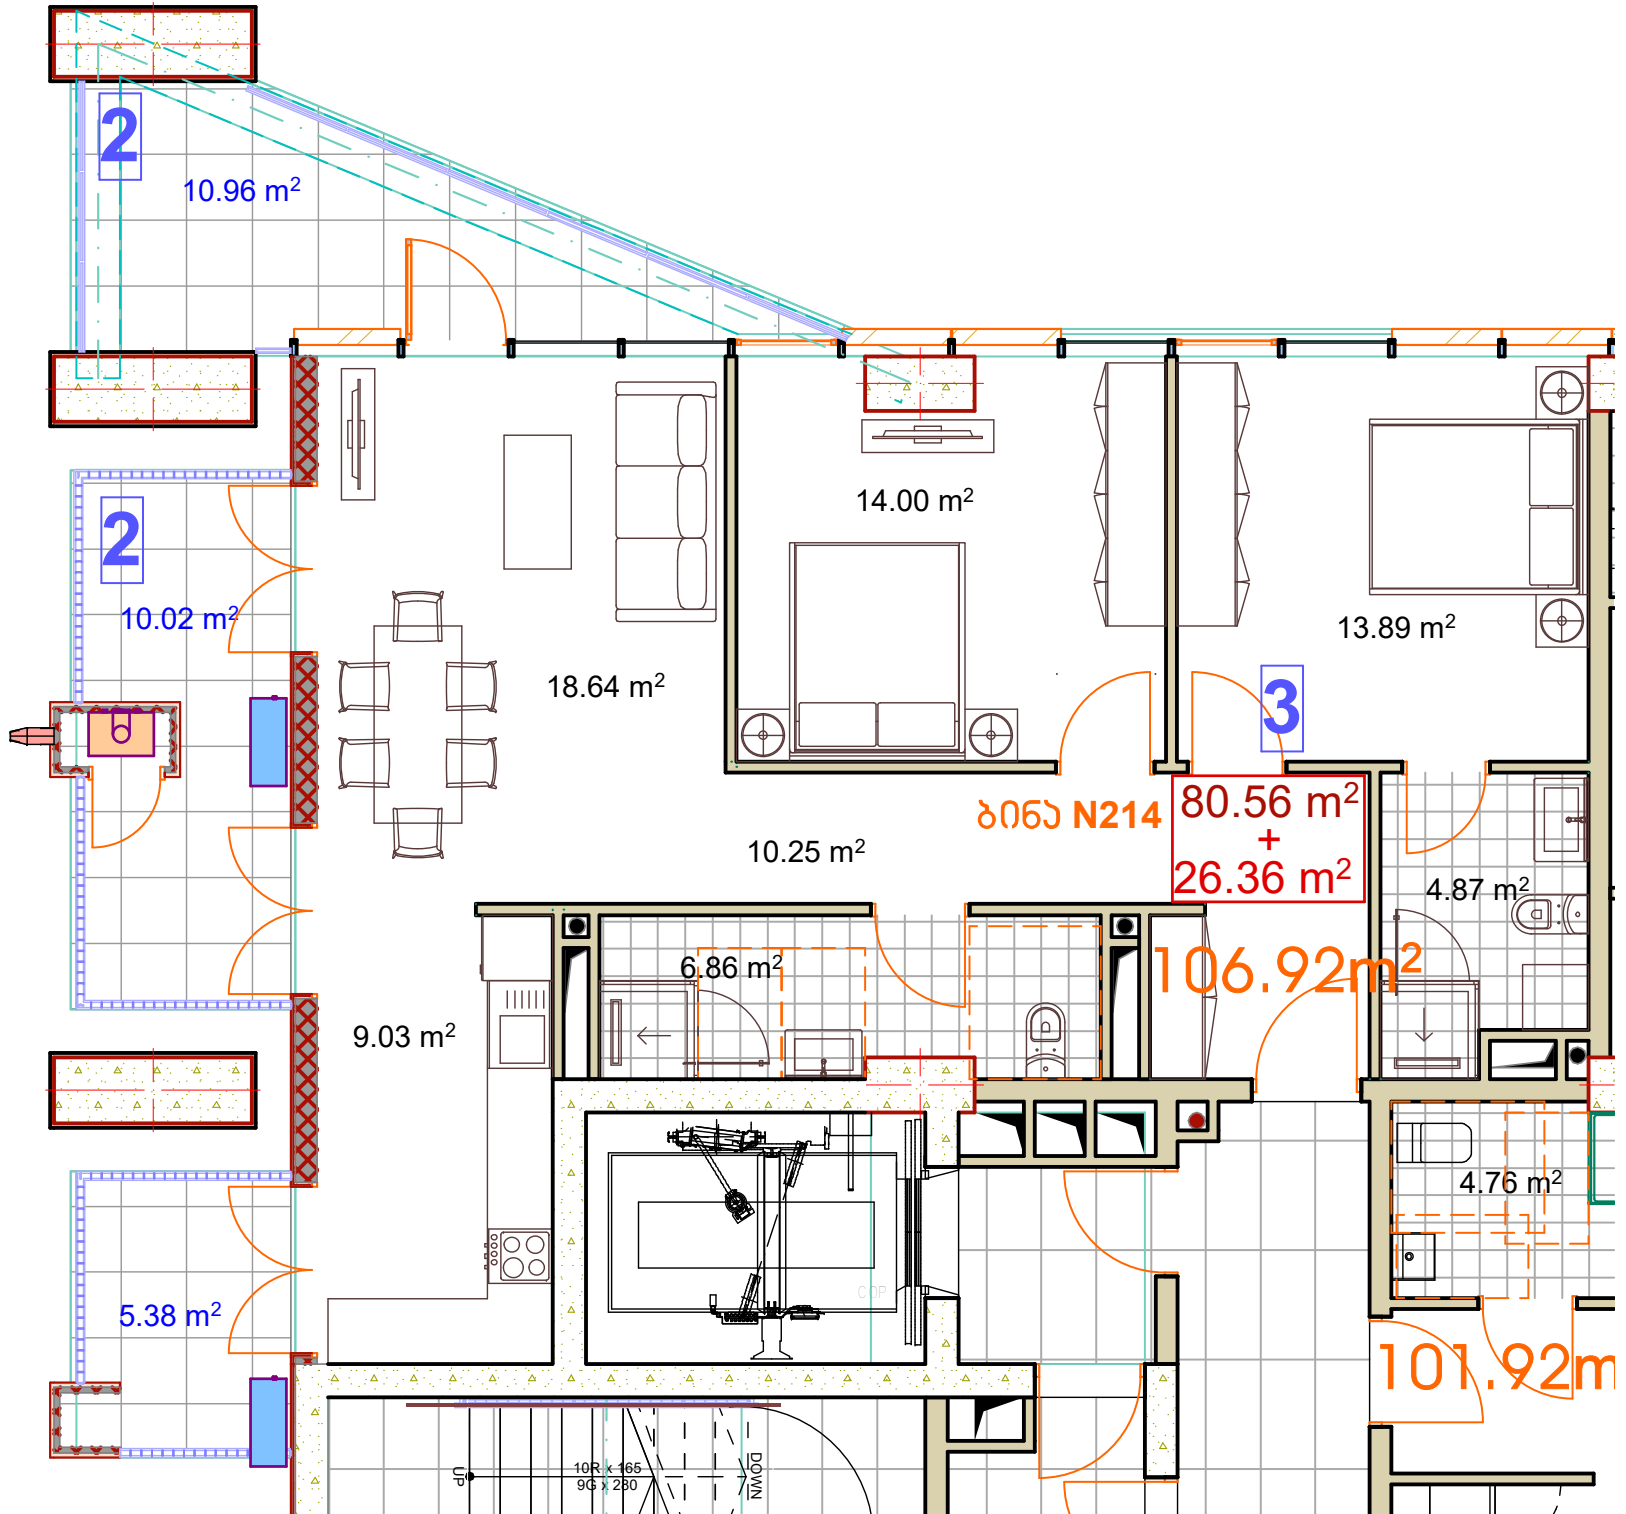 2
10.96 m²
2
10.02 m²
14.00 m²
13.89 m²
18.64 m²
3
ბინა N214
80.56 m²
+
26.36 m²
10.25 m²
4.87 m²
6.86 m²
106.92m²
9.03 m²
4.76 m²
5.38 m²
COP
101.92m
UP
10R x 165
9G x 280
DOWN